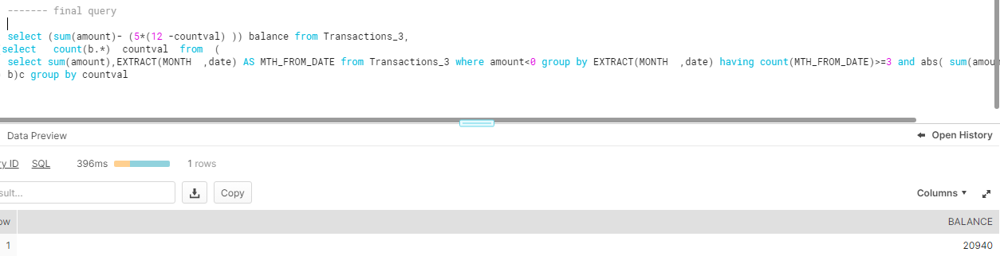 ------- final query
select (sum(amount)- (5*(12 -countval) )) balance from Transactions_3,
select   count(b.*)  countval  from  (
select sum(amount),EXTRACT(MONTH  ,date) AS MTH_FROM_DATE from Transactions_3 where amount<0 group by EXTRACT(MONTH  ,date) having count(MTH_FROM_DATE)>=3 and abs( sum(amoun
b)c group by countval
Data Preview
Open History
ry ID SQL 396ms 1 rows
sult... Copy Columns
ow BALANCE
1 20940